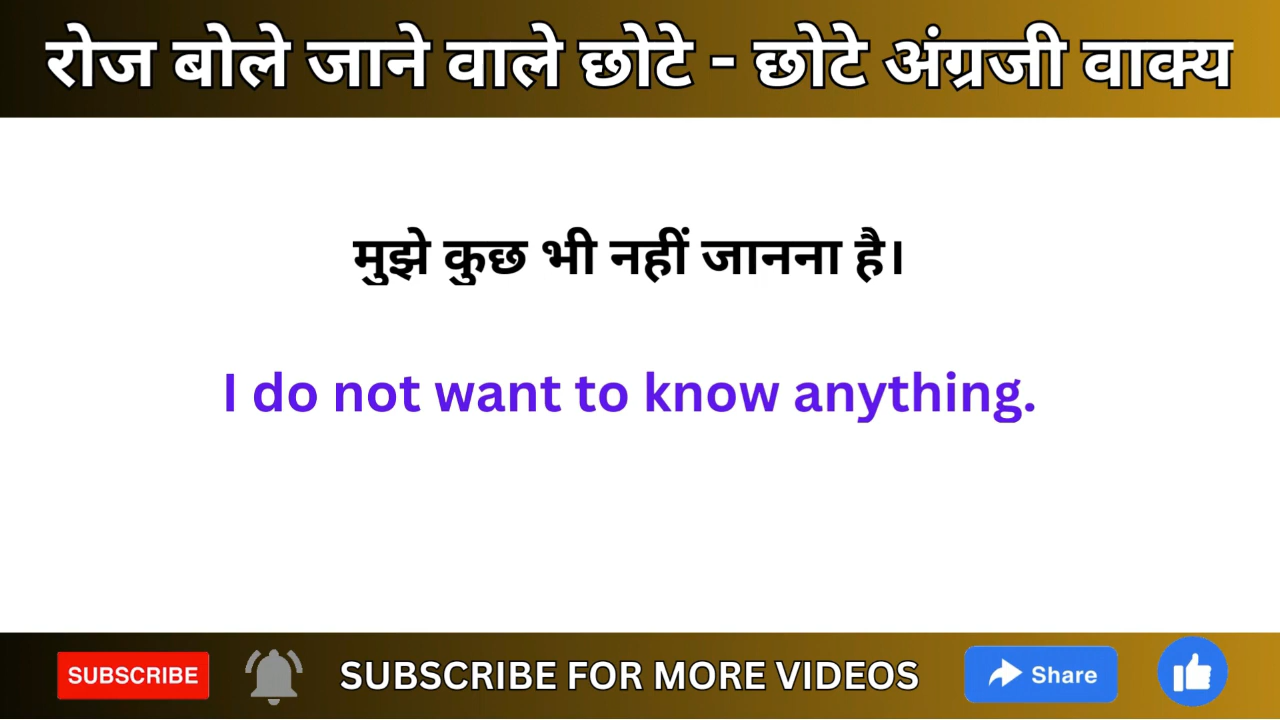 रोज बोले जाने वाले छोटे - छोटे अंग्रजी वाक्य
मुझे कुछ भी नहीं जानना है।
I do not want to know anything.
SUBSCRIBE SUBSCRIBE FOR MORE VIDEOS Share